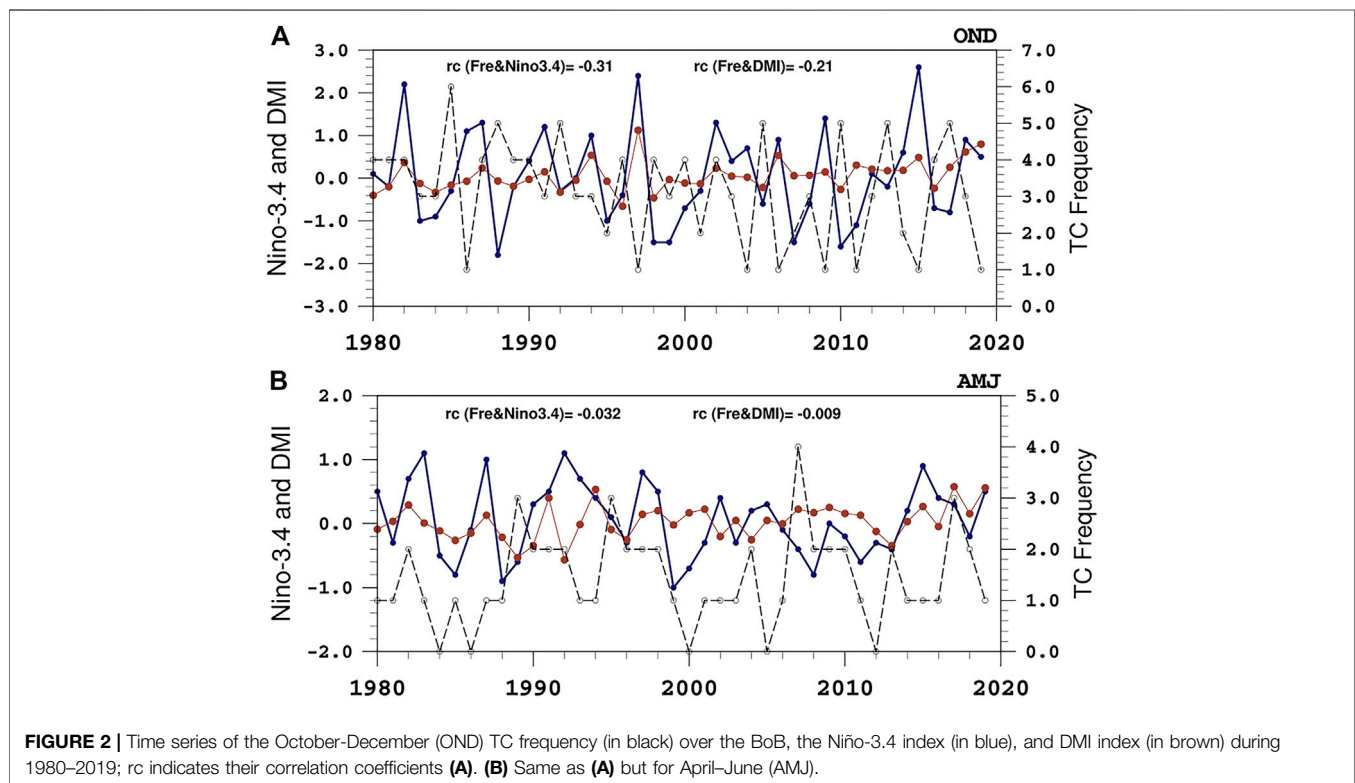 A
OND
rc (Fre&Nino3.4)= -0.31 rc (Fre&DMI)= -0.21
Nino-3.4 and DMI
3.0
2.0
1.0
0.0
-1.0
-2.0
-3.0
7.0
6.0
5.0
4.0
3.0
2.0
1.0
0.0
TC Frequency
1980 1990 2000 2010 2020
B
AMJ
rc (Fre&Nino3.4)= -0.032 rc (Fre&DMI)= -0.009
Nino-3.4 and DMI
2.0
1.0
0.0
-1.0
-2.0
5.0
4.0
3.0
2.0
1.0
0.0
TC Frequency
1980 1990 2000 2010 2020
FIGURE 2 | Time series of the October-December (OND) TC frequency (in black) over the BoB, the Niño-3.4 index (in blue), and DMI index (in brown) during
1980–2019; rc indicates their correlation coefficients (A). (B) Same as (A) but for April–June (AMJ).